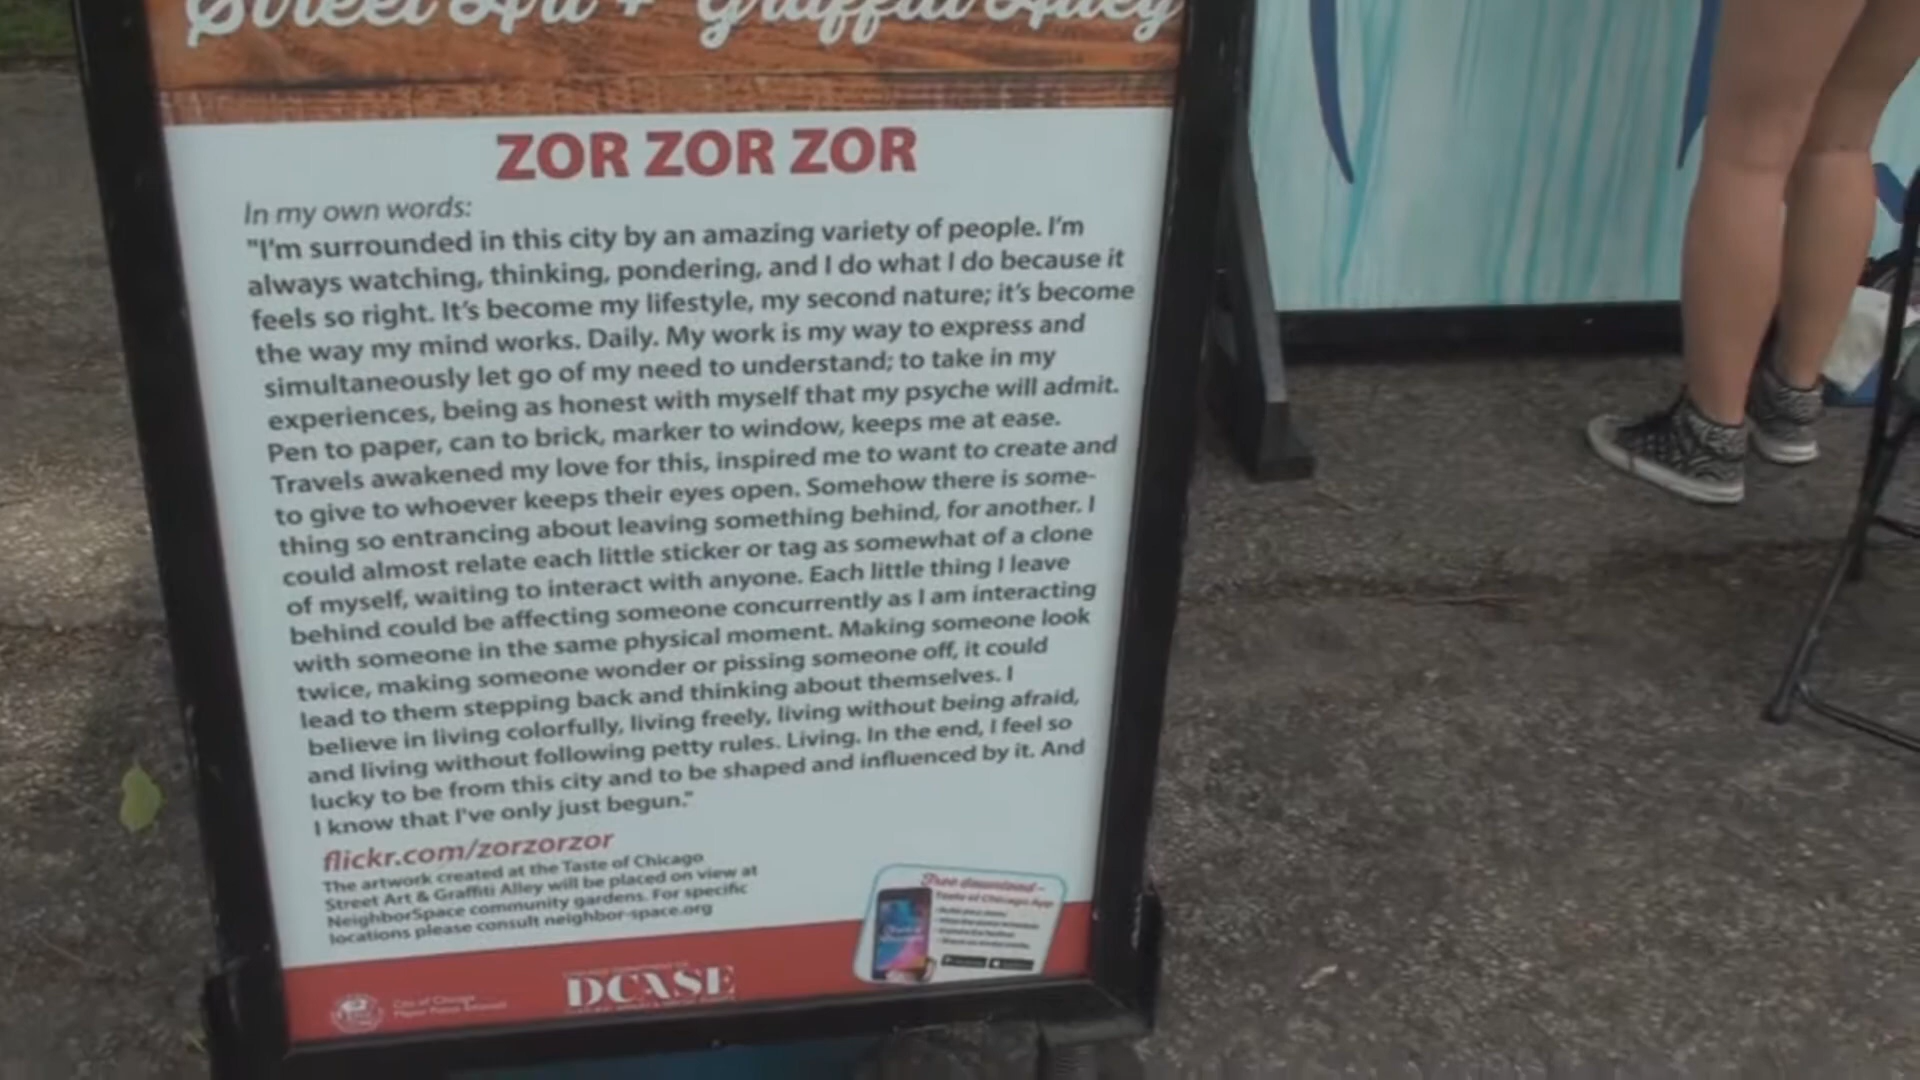 Street Art + Graffiti Alley
ZOR ZOR ZOR
In my own words:
"I'm surrounded in this city by an amazing variety of people. I'm
always watching, thinking, pondering, and I do what I do because it
feels so right. It's become my lifestyle, my second nature; it's become
the way my mind works. Daily. My work is my way to express and
simultaneously let go of my need to understand; to take in my
experiences, being as honest with myself that my psyche will admit.
Pen to paper, can to brick, marker to window, keeps me at ease.
Travels awakened my love for this, inspired me to want to create and
to give to whoever keeps their eyes open. Somehow there is some-
thing so entrancing about leaving something behind, for another. I
could almost relate each little sticker or tag as somewhat of a clone
of myself, waiting to interact with anyone. Each little thing I leave
behind could be affecting someone concurrently as I am interacting
with someone in the same physical moment. Making someone look
twice, making someone wonder or pissing someone off, it could
lead to them stepping back and thinking about themselves. I
believe in living colorfully, living freely, living without being afraid,
and living without following petty rules. Living. In the end, I feel so
lucky to be from this city and to be shaped and influenced by it. And
I know that I've only just begun."
flickr.com/zorzorzor
The artwork created at the Taste of Chicago
Street Art & Graffiti Alley will be placed on view at
NeighborSpace community gardens. For specific
locations please consult neighbor-space.org
Free download—
Taste of Chicago App
City of Chicago
DCASE